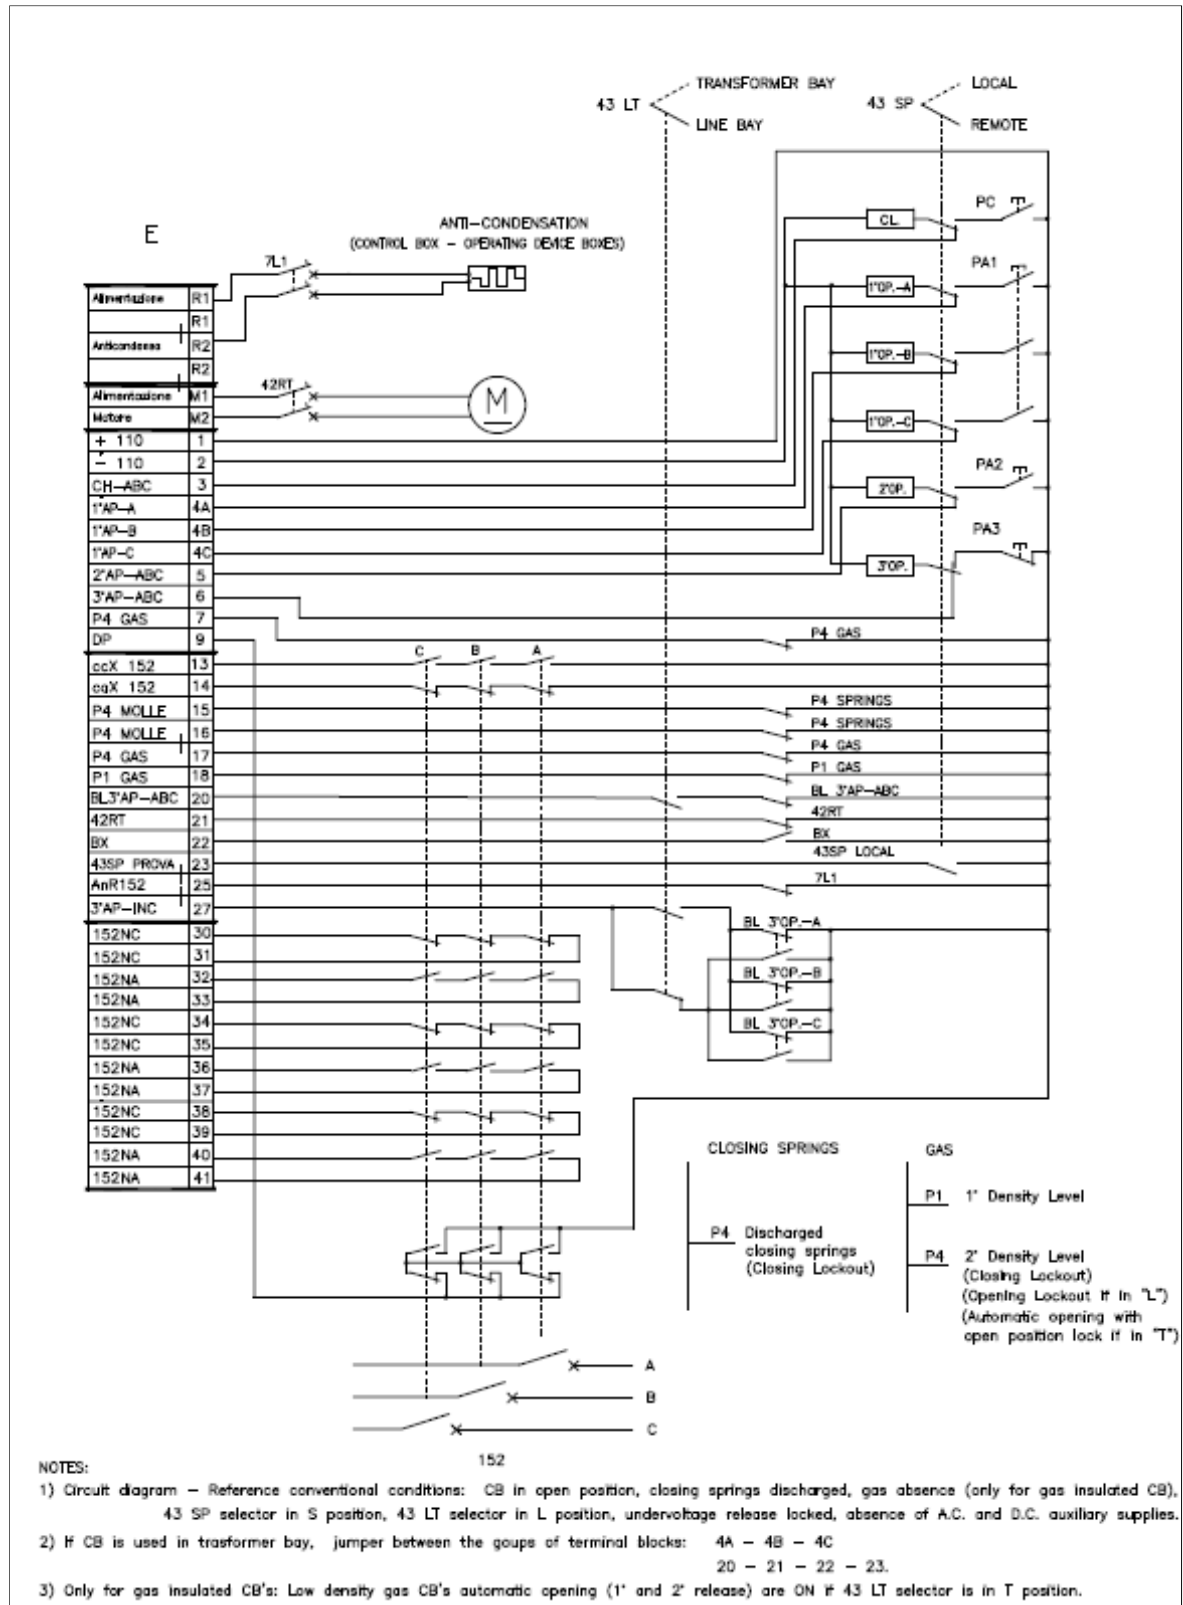 TRANSFORMER BAY
43 LT
LINE BAY
LOCAL
43 SP
REMOTE
E
ANTI-CONDENSATION
(CONTROL BOX - OPERATING DEVICE BOXES)
7L1
42RT
M
PC
CL.
PA1
1°OP.-A
1°OP.-B
1°OP.-C
PA2
2°OP.
PA3
3°OP.
Alimentazione R1
R1
Anticondensa R2
R2
Alimentazione M1
Motore M2
+ 110 1
- 110 2
CH-ABC 3
1°AP-A 4A
1°AP-B 4B
1°AP-C 4C
2°AP-ABC 5
3°AP-ABC 6
P4 GAS 7
DP 9
ccX 152 13
caX 152 14
P4 MOLLE 15
P4 MOLLE 16
P4 GAS 17
P1 GAS 18
BL3°AP-ABC 20
42RT 21
BX 22
43SP PROVA 23
AnR152 25
3°AP-INC 27
152NC 30
152NC 31
152NA 32
152NA 33
152NC 34
152NC 35
152NA 36
152NA 37
152NC 38
152NC 39
152NA 40
152NA 41
C B A
P4 GAS
P4 SPRINGS
P4 SPRINGS
P4 GAS
P1 GAS
BL 3°AP-ABC
42RT
BX
43SP LOCAL
7L1
BL 3°OP.-A
BL 3°OP.-B
BL 3°OP.-C
CLOSING SPRINGS
P4 Discharged
closing springs
(Closing Lockout)
GAS
P1 1° Density Level
P4 2° Density Level
(Closing Lockout)
(Opening Lockout if in "L")
(Automatic opening with
open position lock if in "T")
A
B
C
152
NOTES:
1) Circuit diagram - Reference conventional conditions: CB in open position, closing springs discharged, gas absence (only for gas insulated CB),
43 SP selector in S position, 43 LT selector in L position, undervoltage release locked, absence of A.C. and D.C. auxiliary supplies.
2) If CB is used in trasformer bay, jumper between the goups of terminal blocks: 4A - 4B - 4C
20 - 21 - 22 - 23.
3) Only for gas insulated CB's: Low density gas CB's automatic opening (1° and 2° release) are ON if 43 LT selector is in T position.